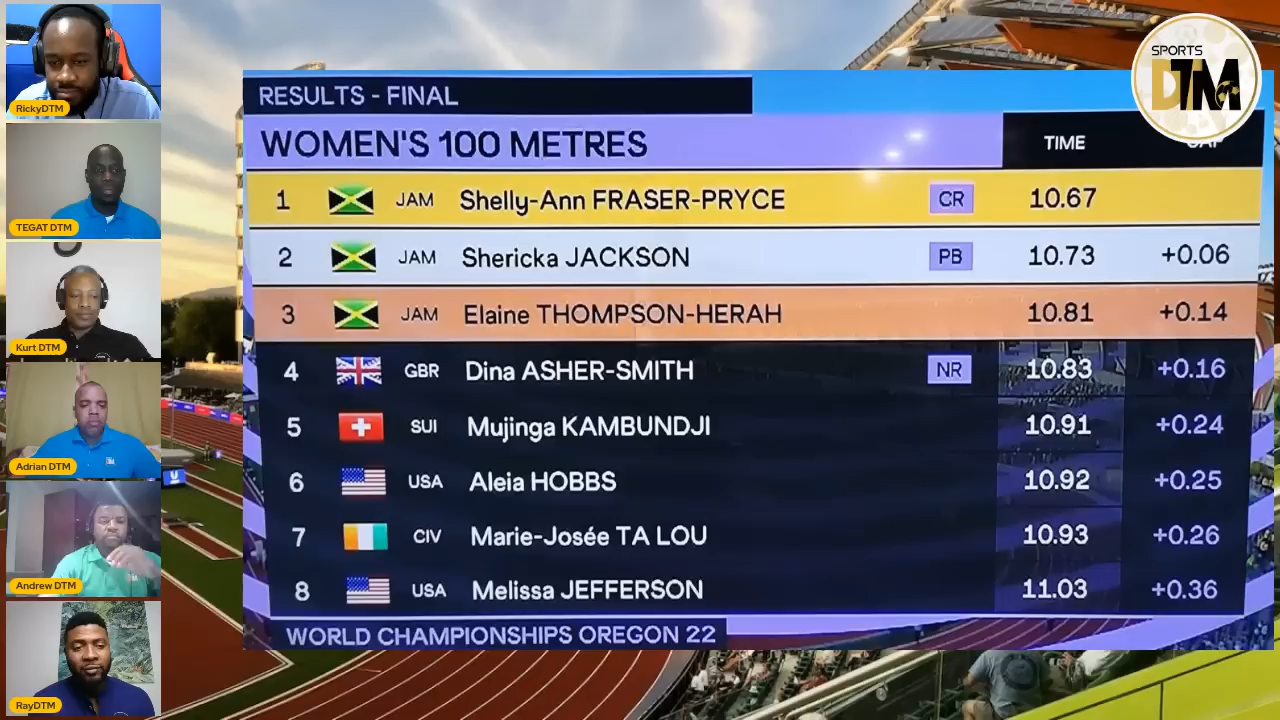 RickyDTM
TEGAT DTM
Kurt DTM
Adrian DTM
Andrew DTM
RayDTM
SPORTS
DTM
RESULTS - FINAL
WOMEN'S 100 METRES TIME GAP
1 JAM Shelly-Ann FRASER-PRYCE CR 10.67
2 JAM Shericka JACKSON PB 10.73 +0.06
3 JAM Elaine THOMPSON-HERAH 10.81 +0.14
4 GBR Dina ASHER-SMITH NR 10.83 +0.16
5 SUI Mujinga KAMBUNDJI 10.91 +0.24
6 USA Aleia HOBBS 10.92 +0.25
7 CIV Marie-Josée TA LOU 10.93 +0.26
8 USA Melissa JEFFERSON 11.03 +0.36
WORLD CHAMPIONSHIPS OREGON 22